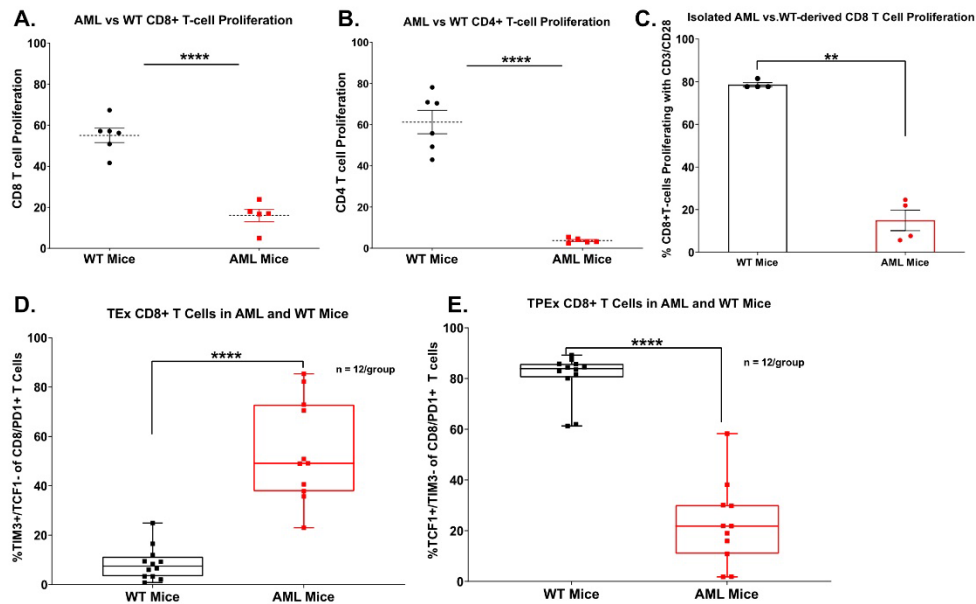 A.
AML vs WT CD8+ T-cell Proliferation
CD8 T cell Proliferation
100
80
60
40
20
0
****
WT Mice
AML Mice
B.
AML vs WT CD4+ T-cell Proliferation
CD4 T cell Proliferation
100
80
60
40
20
0
****
WT Mice
AML Mice
C.
Isolated AML vs.WT-derived CD8 T Cell Proliferation
% CD8+T-cells Proliferating with CD3/CD28
100
80
60
40
20
0
**
WT Mice
AML Mice
D.
TEx CD8+ T Cells in AML and WT Mice
%TIM3+/TCF1- of CD8/PD1+ T Cells
100
80
60
40
20
0
****
n = 12/group
WT Mice
AML Mice
E.
TPEx CD8+ T Cells in AML and WT Mice
%TCF1+/TIM3- of CD8/PD1+ T cells
100
80
60
40
20
0
****
n = 12/group
WT Mice
AML Mice